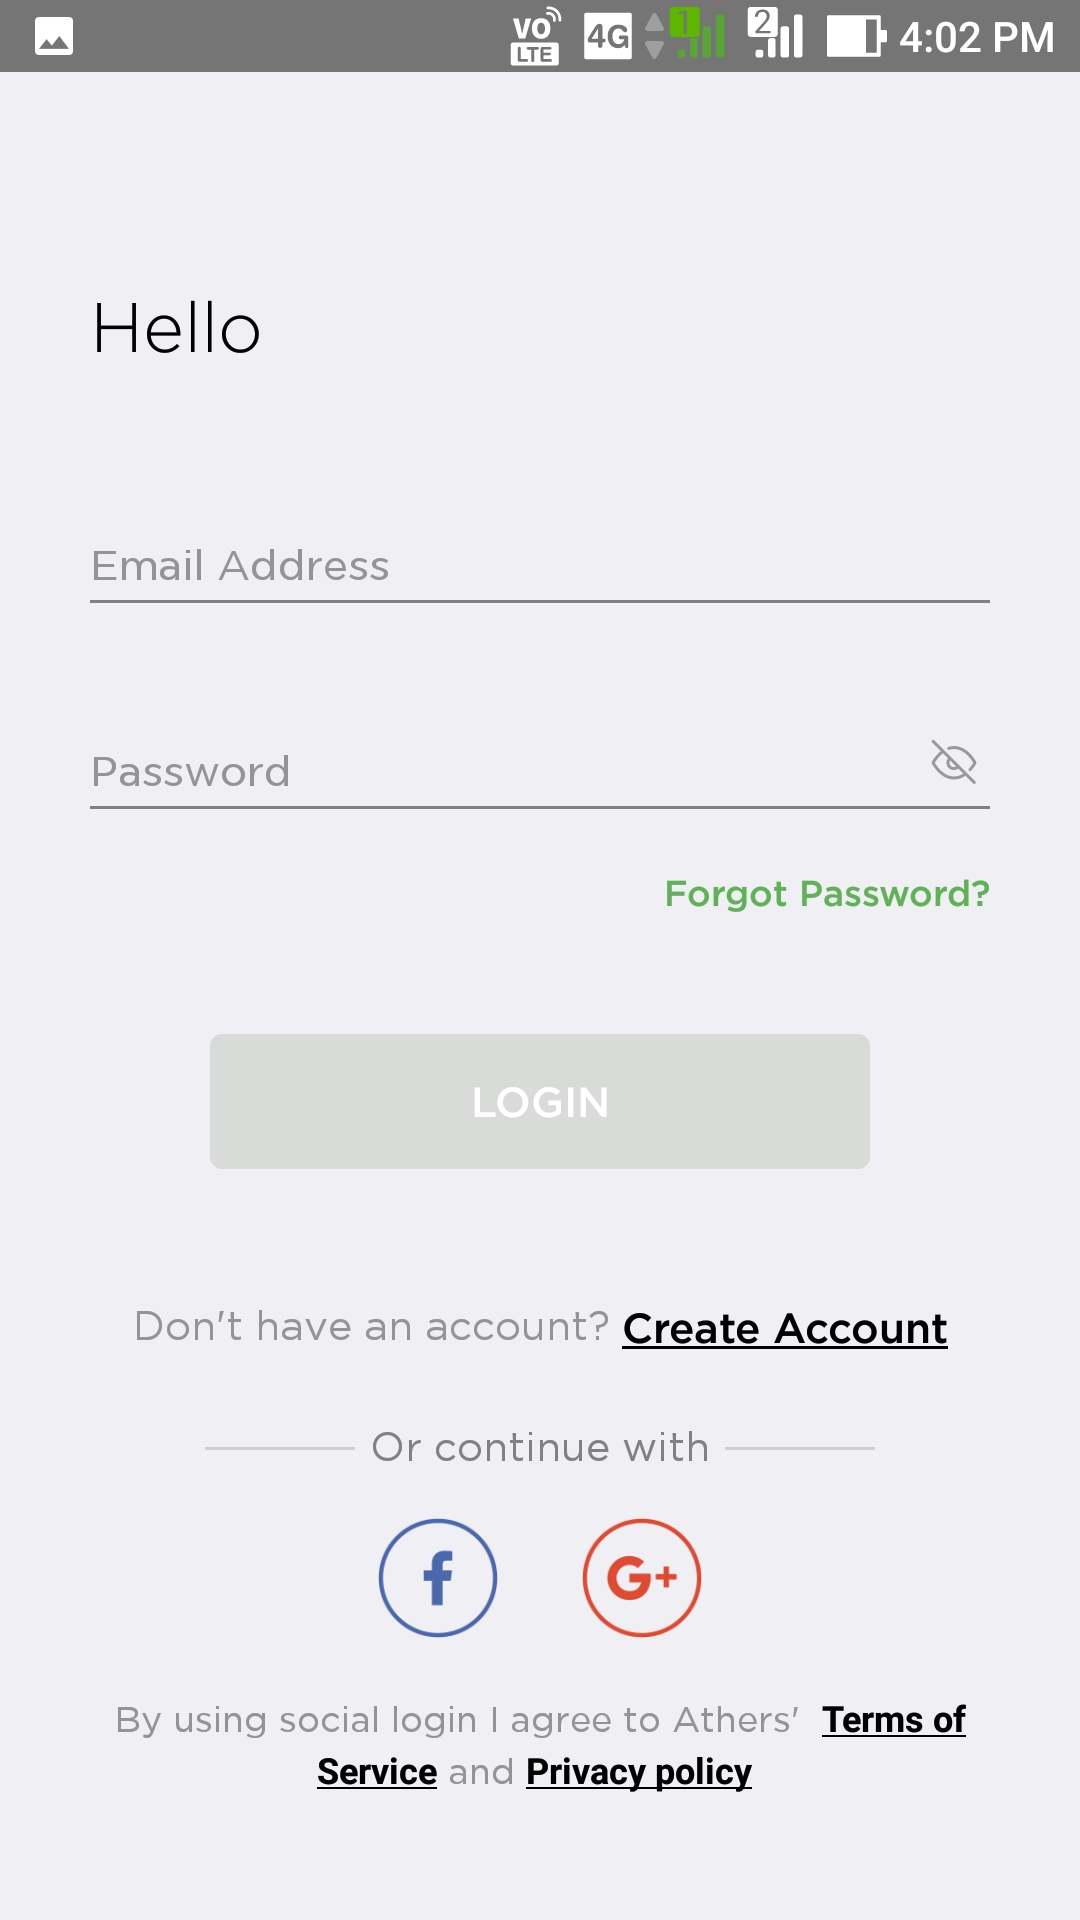 VO LTE 4G 1 2 4:02 PM
Hello
Email Address
Password
Forgot Password?
LOGIN
Don't have an account? Create Account
Or continue with
f G+
By using social login I agree to Athers' Terms of
Service and Privacy policy